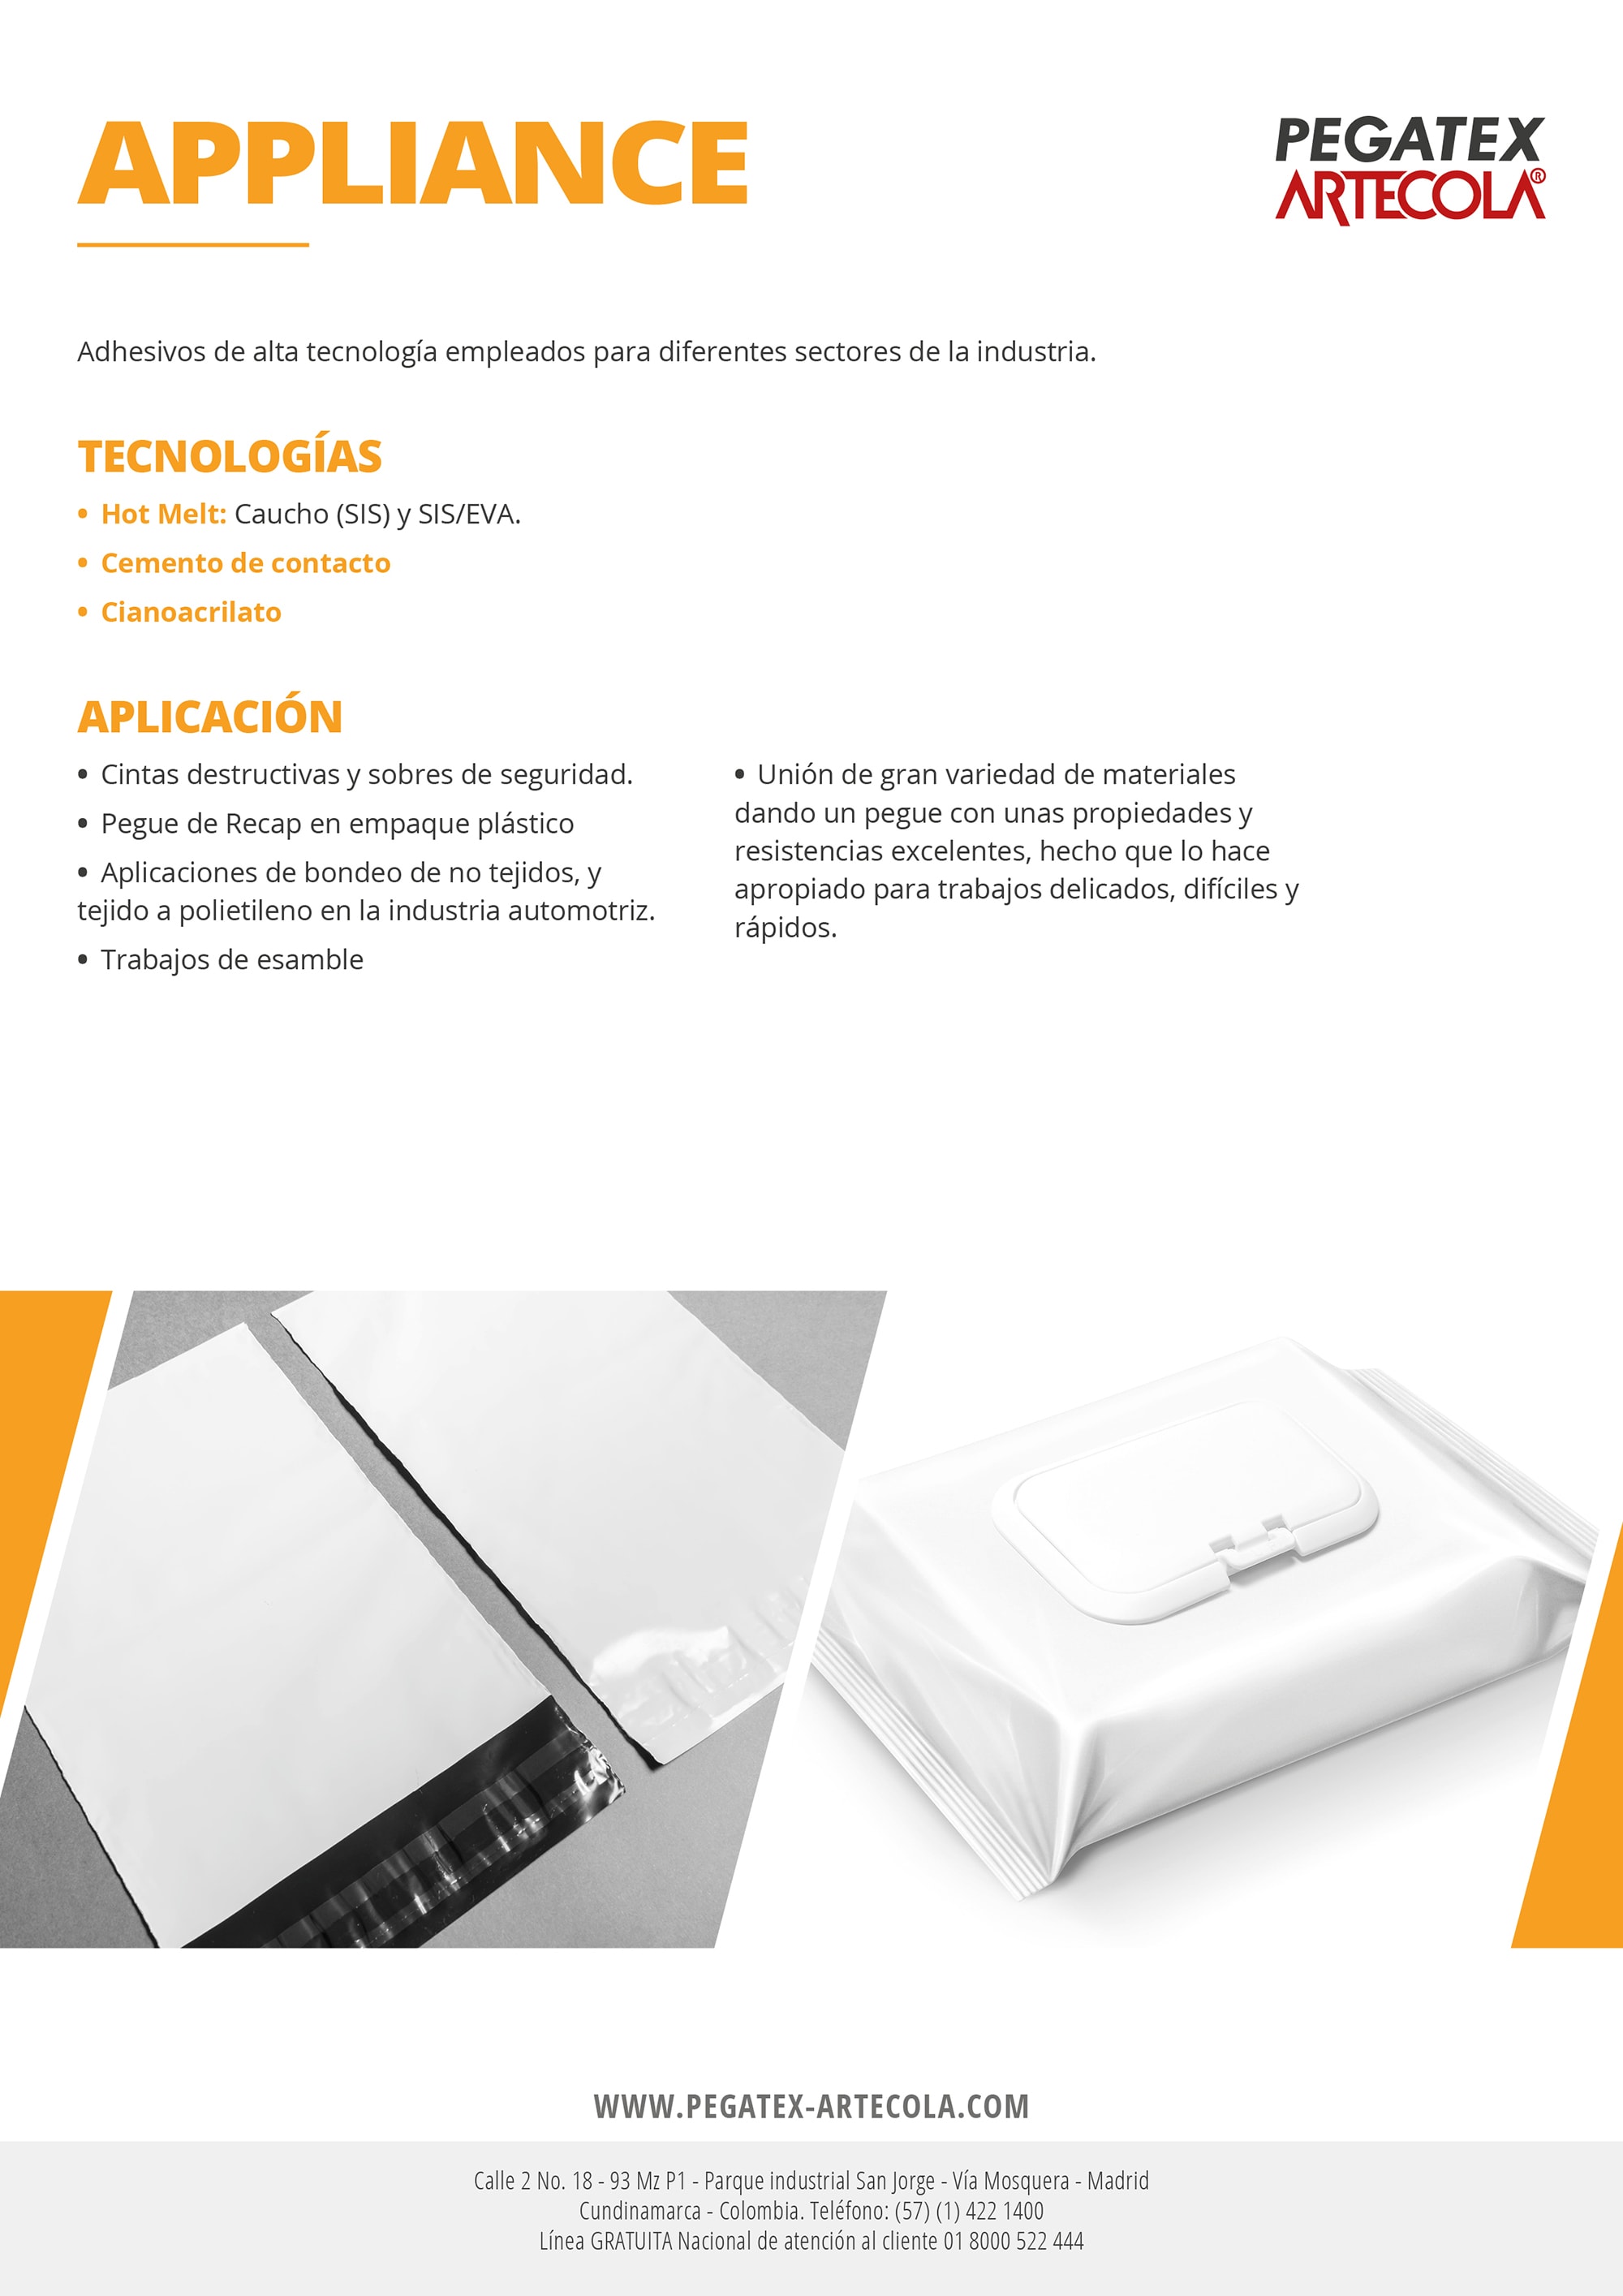 APPLIANCE
PEGATEX
ARTECOLA®
Adhesivos de alta tecnología empleados para diferentes sectores de la industria.
TECNOLOGÍAS
• Hot Melt: Caucho (SIS) y SIS/EVA.
• Cemento de contacto
• Cianoacrilato
APLICACIÓN
• Cintas destructivas y sobres de seguridad.
• Pegue de Recap en empaque plástico
• Aplicaciones de bondeo de no tejidos, y
tejido a polietileno en la industria automotriz.
• Trabajos de esamble
• Unión de gran variedad de materiales
dando un pegue con unas propiedades y
resistencias excelentes, hecho que lo hace
apropiado para trabajos delicados, difíciles y
rápidos.
WWW.PEGATEX-ARTECOLA.COM
Calle 2 No. 18 - 93 Mz P1 - Parque industrial San Jorge - Vía Mosquera - Madrid
Cundinamarca - Colombia. Teléfono: (57) (1) 422 1400
Línea GRATUITA Nacional de atención al cliente 01 8000 522 444